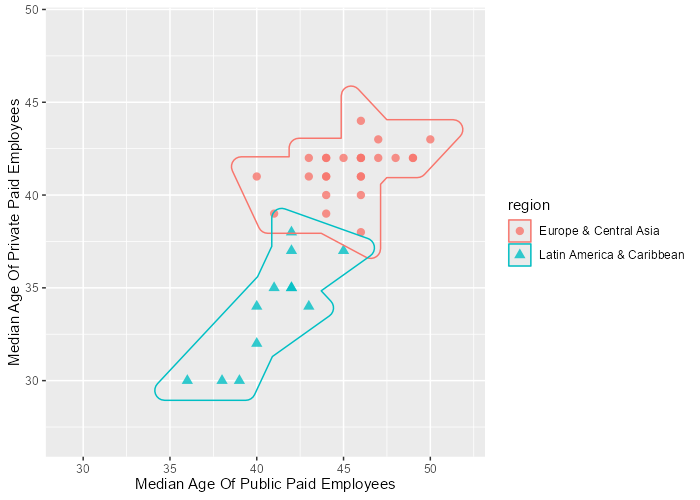 50
45
40
35
30
Median Age Of Private Paid Employees
30 35 40 45 50
Median Age Of Public Paid Employees
region
Europe & Central Asia
Latin America & Caribbean